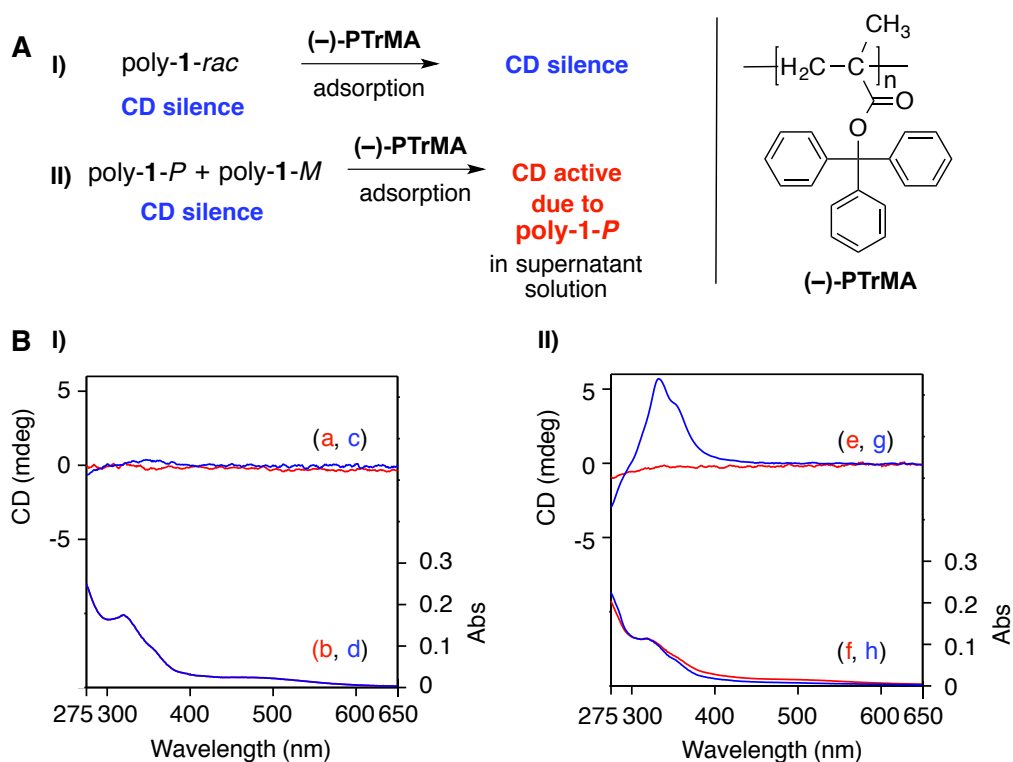 A
I)
poly-1-rac
CD silence
(–)-PTrMA
adsorption
CD silence
II)
poly-1-P + poly-1-M
CD silence
(–)-PTrMA
adsorption
CD active
due to
poly-1-P
in supernatant
solution
CH3
H2C C
n
O
O
(–)-PTrMA
B I)
5
0
-5
CD (mdeg)
(a, c)
(b, d)
0.3
0.2
0.1
0
Abs
275 300 400 500 600 650
Wavelength (nm)
II)
5
0
-5
CD (mdeg)
(e, g)
(f, h)
0.3
0.2
0.1
0
Abs
275 300 400 500 600 650
Wavelength (nm)